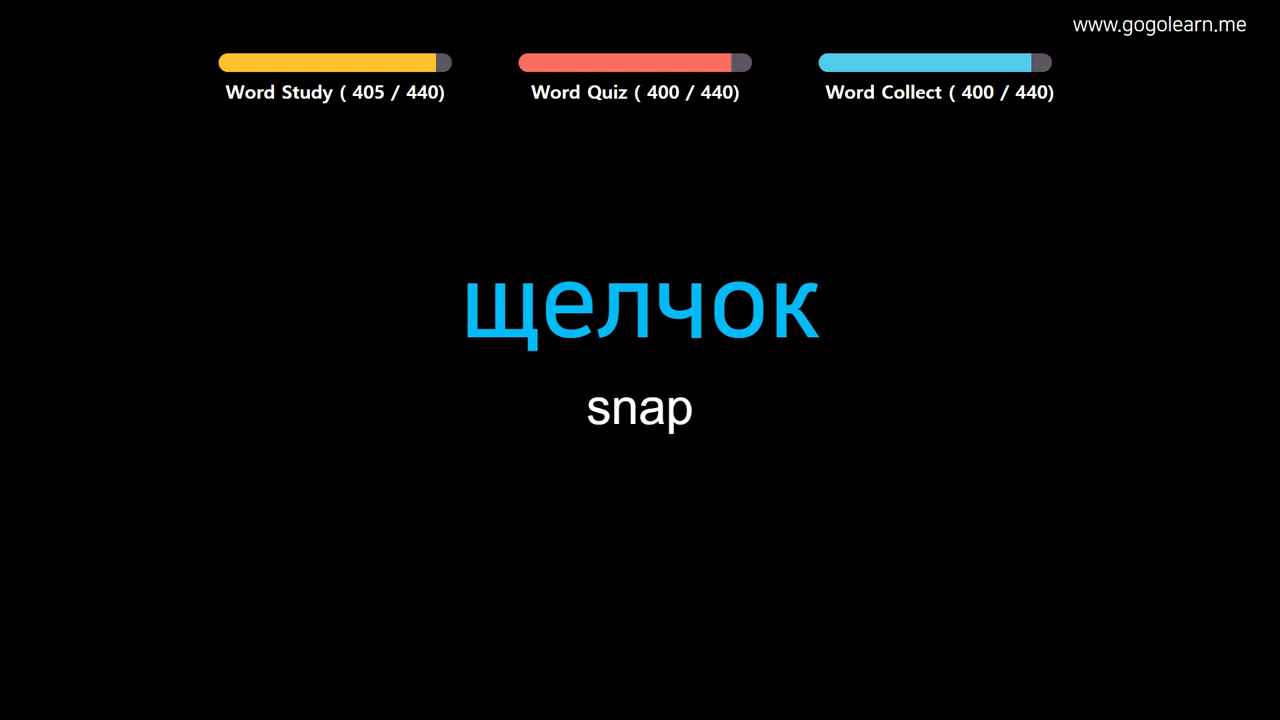 www.gogolearn.me
Word Study ( 405 / 440)
Word Quiz ( 400 / 440)
Word Collect ( 400 / 440)
щелчок
snap